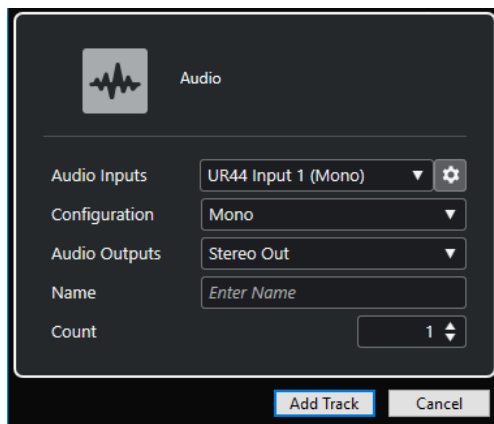 Audio
Audio Inputs UR44 Input 1 (Mono)
Configuration Mono
Audio Outputs Stereo Out
Name Enter Name
Count 1
Add Track Cancel